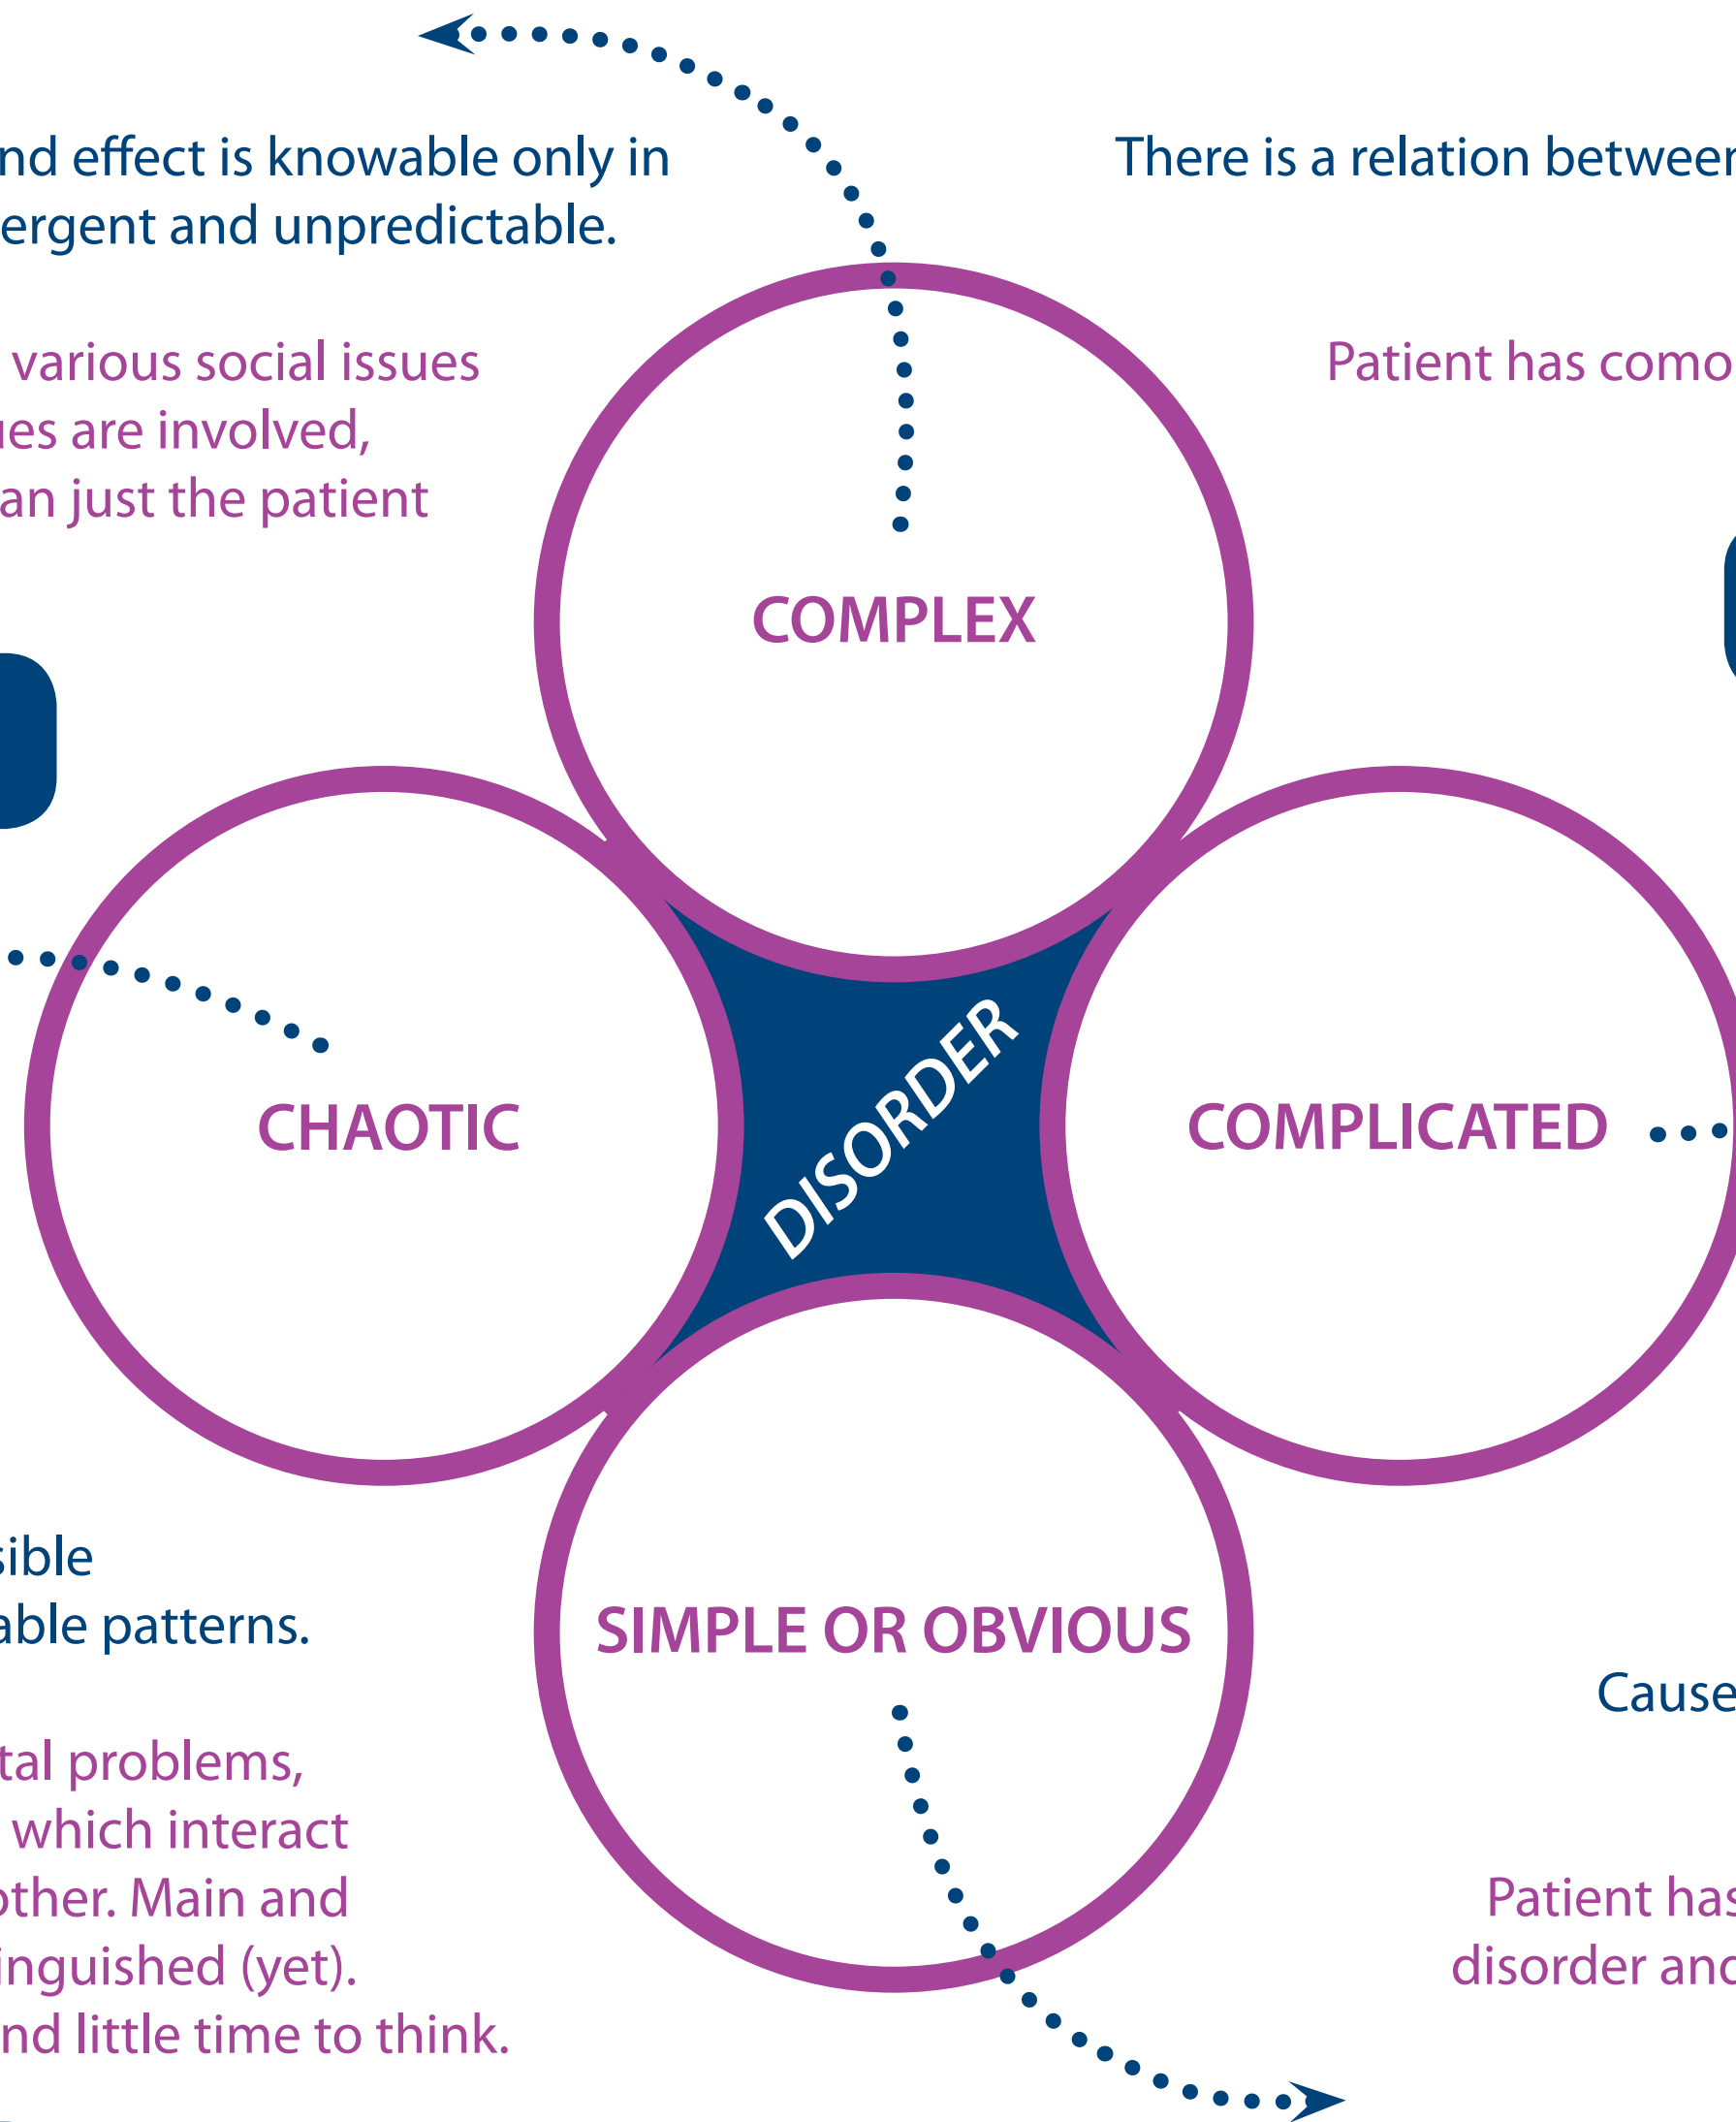 nd effect is knowable only in
ergent and unpredictable.
various social issues
ues are involved,
an just the patient
There is a relation between
Patient has como
COMPLEX
CHAOTIC
DISORDER
COMPLICATED
SIMPLE OR OBVIOUS
sible
able patterns.
tal problems,
which interact
other. Main and
inguished (yet).
nd little time to think.
Cause
Patient has
disorder and